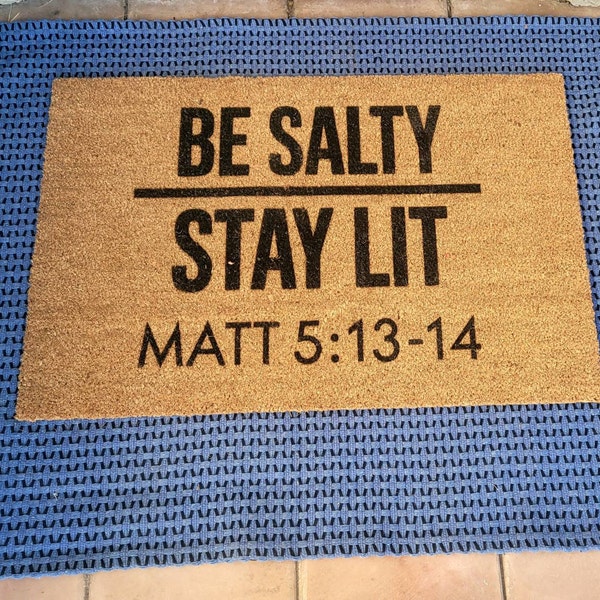 BE SALTY
STAY LIT
MATT 5:13-14